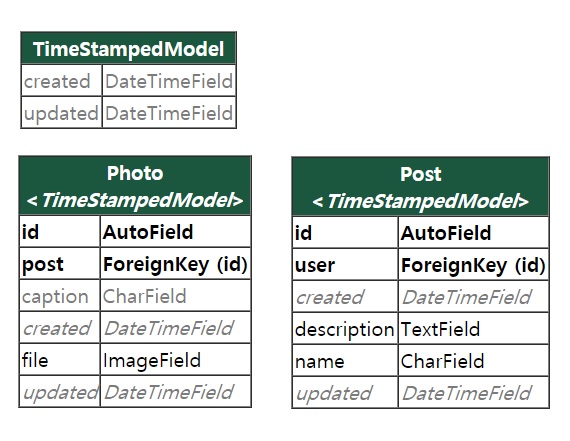 TimeStampedModel
created DateTimeField
updated DateTimeField
Photo
<TimeStampedModel>
id AutoField
post ForeignKey (id)
caption CharField
created DateTimeField
file ImageField
updated DateTimeField
Post
<TimeStampedModel>
id AutoField
user ForeignKey (id)
created DateTimeField
description TextField
name CharField
updated DateTimeField